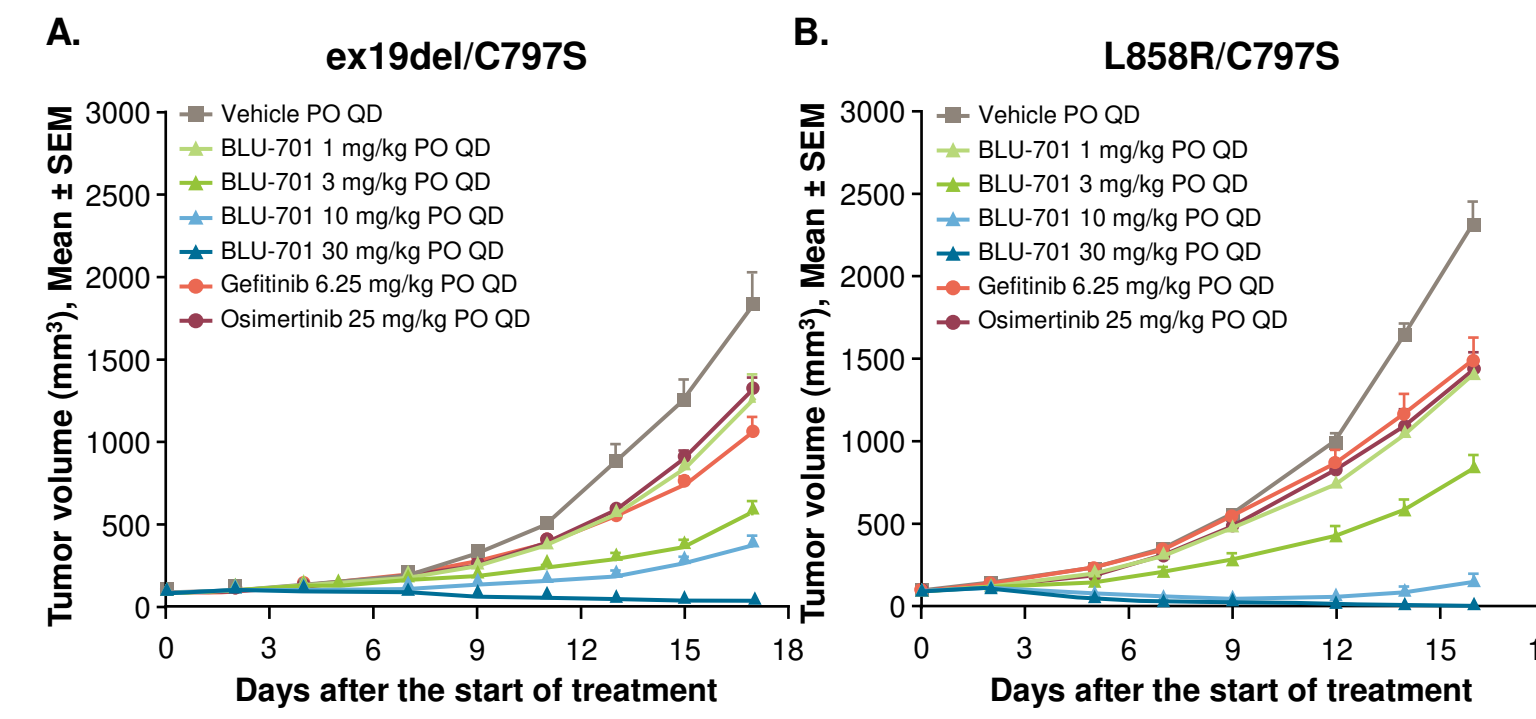 A.
ex19del/C797S
Tumor volume (mm³), Mean ± SEM
3000
2500
2000
1500
1000
500
0
Vehicle PO QD
BLU-701 1 mg/kg PO QD
BLU-701 3 mg/kg PO QD
BLU-701 10 mg/kg PO QD
BLU-701 30 mg/kg PO QD
Gefitinib 6.25 mg/kg PO QD
Osimertinib 25 mg/kg PO QD
0 3 6 9 12 15 18
Days after the start of treatment
B.
L858R/C797S
Tumor volume (mm³), Mean ± SEM
3000
2500
2000
1500
1000
500
0
Vehicle PO QD
BLU-701 1 mg/kg PO QD
BLU-701 3 mg/kg PO QD
BLU-701 10 mg/kg PO QD
BLU-701 30 mg/kg PO QD
Gefitinib 6.25 mg/kg PO QD
Osimertinib 25 mg/kg PO QD
0 3 6 9 12 15
Days after the start of treatment